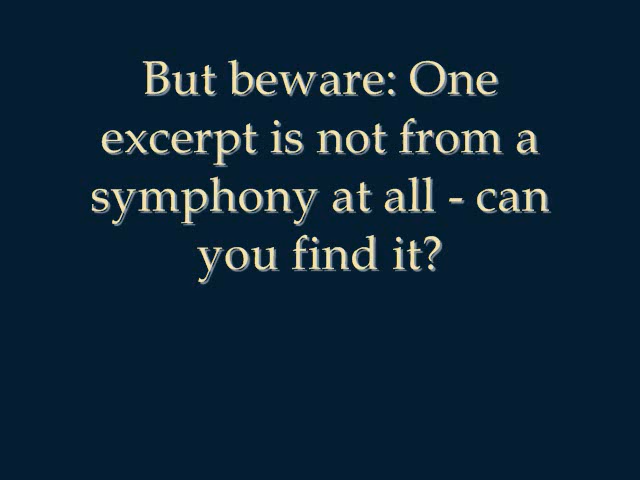 But beware: One
excerpt is not from a
symphony at all - can
you find it?